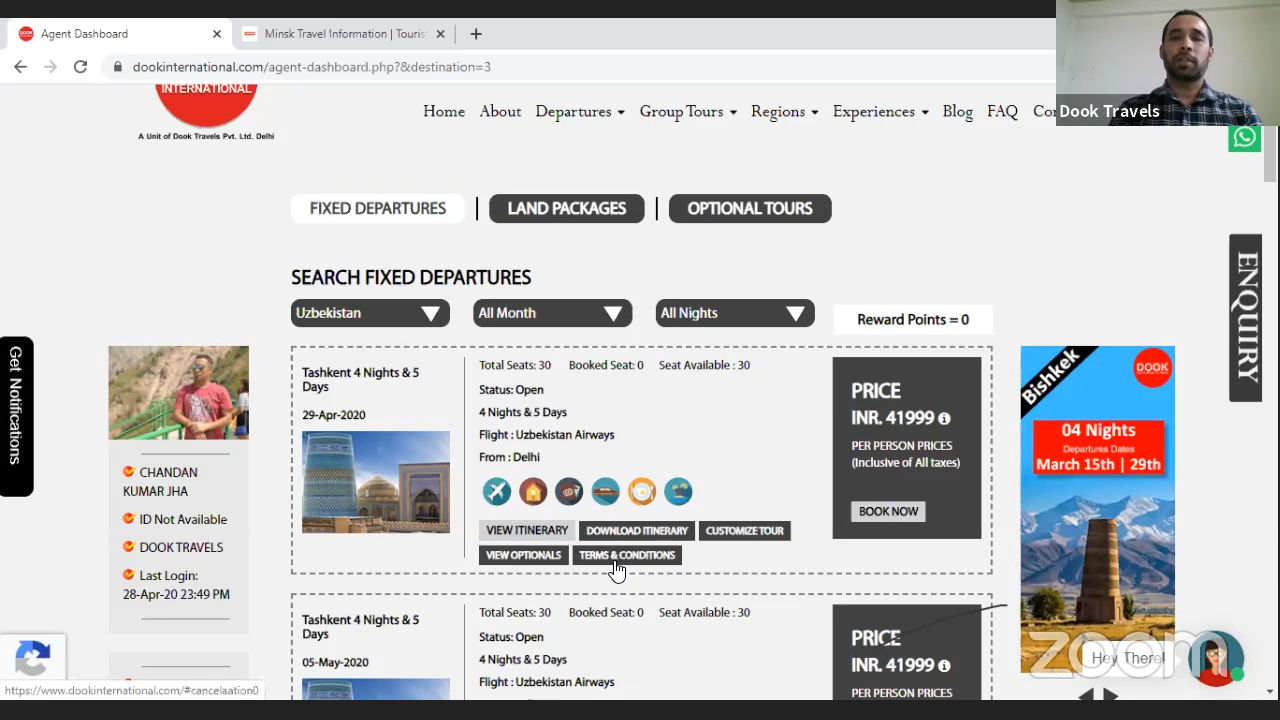 Agent Dashboard
Minsk Travel Information | Touris
dookinternational.com/agent-dashboard.php?&destination=3
Dook Travels
INTERNATIONAL
A Unit of Dook Travels Pvt. Ltd. Delhi
Home About Departures Group Tours Regions Experiences Blog FAQ Co
FIXED DEPARTURES | LAND PACKAGES | OPTIONAL TOURS
SEARCH FIXED DEPARTURES
Uzbekistan All Month All Nights Reward Points = 0
ENQUIRY
Get Notifications
Tashkent 4 Nights & 5
Days
29-Apr-2020
Total Seats: 30 Booked Seat: 0 Seat Available : 30
Status: Open
4 Nights & 5 Days
Flight : Uzbekistan Airways
From : Delhi
VIEW ITINERARY DOWNLOAD ITINERARY CUSTOMIZE TOUR
VIEW OPTIONALS TERMS & CONDITIONS
PRICE
INR. 41999
PER PERSON PRICES
(Inclusive of All taxes)
BOOK NOW
CHANDAN
KUMAR JHA
ID Not Available
DOOK TRAVELS
Last Login:
28-Apr-20 23:49 PM
Bishkek
DOOK
04 Nights
Departures Dates
March 15th | 29th
Tashkent 4 Nights & 5
Days
05-May-2020
Total Seats: 30 Booked Seat: 0 Seat Available : 30
Status: Open
4 Nights & 5 Days
Flight : Uzbekistan Airways
PRICE
INR. 41999
PER PERSON PRICES
zoom
Hey There!
https://www.dookinternational.com/#cancelaation0